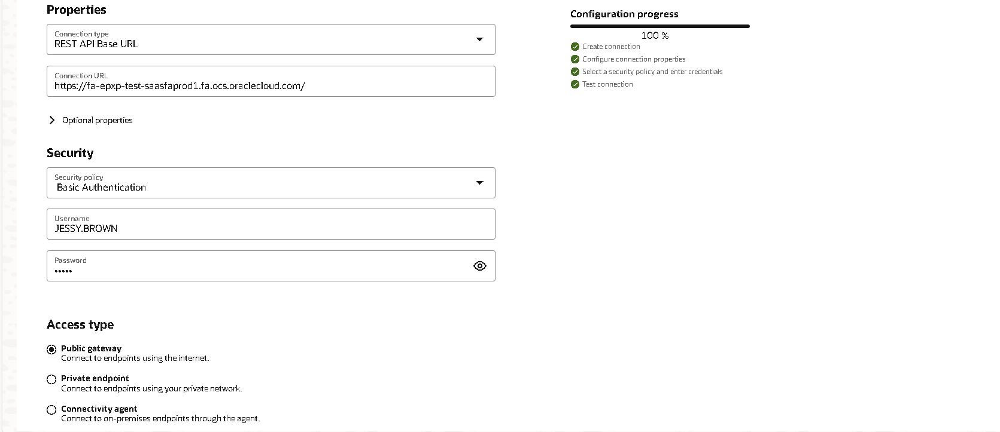 Properties
Connection type
REST API Base URL
Connection URL
https://fa-epxp-test-saasfaprod1.fa.ocs.oraclecloud.com/
Optional properties
Security
Security policy
Basic Authentication
Username
JESSY.BROWN
Password
•••••
Access type
Public gateway
Connect to endpoints using the internet.
Private endpoint
Connect to endpoints using your private network.
Connectivity agent
Connect to on-premises endpoints through the agent.
Configuration progress
100 %
Create connection
Configure connection properties
Select a security policy and enter credentials
Test connection